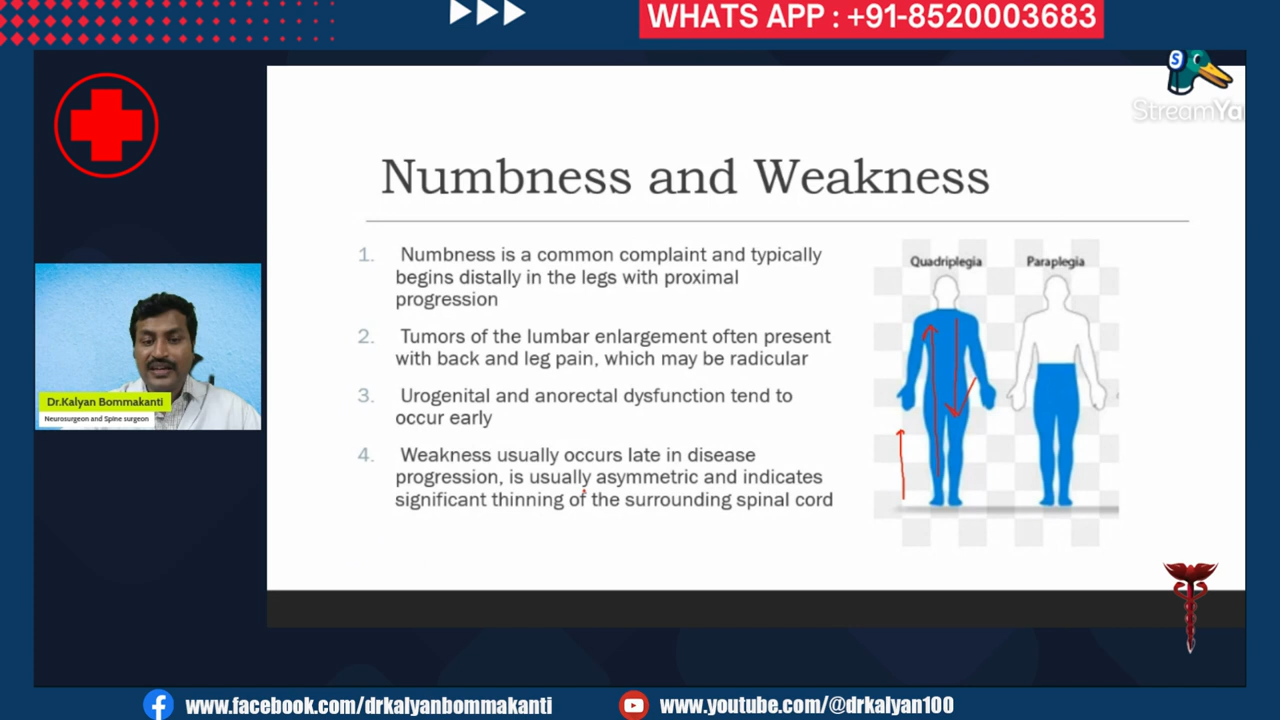 WHATS APP : +91-8520003683
StreamYa
Numbness and Weakness
1. Numbness is a common complaint and typically
begins distally in the legs with proximal
progression
2. Tumors of the lumbar enlargement often present
with back and leg pain, which may be radicular
3. Urogenital and anorectal dysfunction tend to
occur early
4. Weakness usually occurs late in disease
progression, is usually asymmetric and indicates
significant thinning of the surrounding spinal cord
Quadriplegia
Paraplegia
Dr.Kalyan Bommakanti
Neurosurgeon and Spine surgeon
www.facebook.com/drkalyanbommakanti
www.youtube.com/@drkalyan100